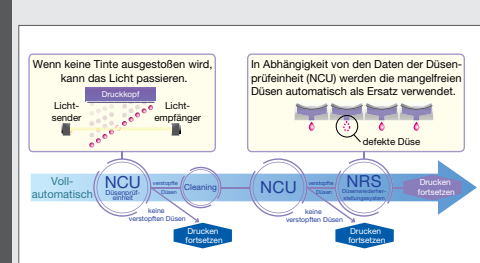 Wenn keine Tinte ausgestoßen wird,
kann das Licht passieren.
Druckkopf
Licht-
sender
Licht-
empfänger
In Abhängigkeit von den Daten der Düsen-
prüfeinheit (NCU) werden die mangelfreien
Düsen automatisch als Ersatz verwendet.
defekte Düse
Voll-
automatisch
NCU
Düsenprüf-
einheit
verstopfte
Düsen
Cleaning
NCU
verstopfte
Düsen
NRS
Düsenwiederher-
stellungssystem
Drucken
fortsetzen
keine
verstopften Düsen
Drucken
fortsetzen
keine
verstopften Düsen
Drucken
fortsetzen